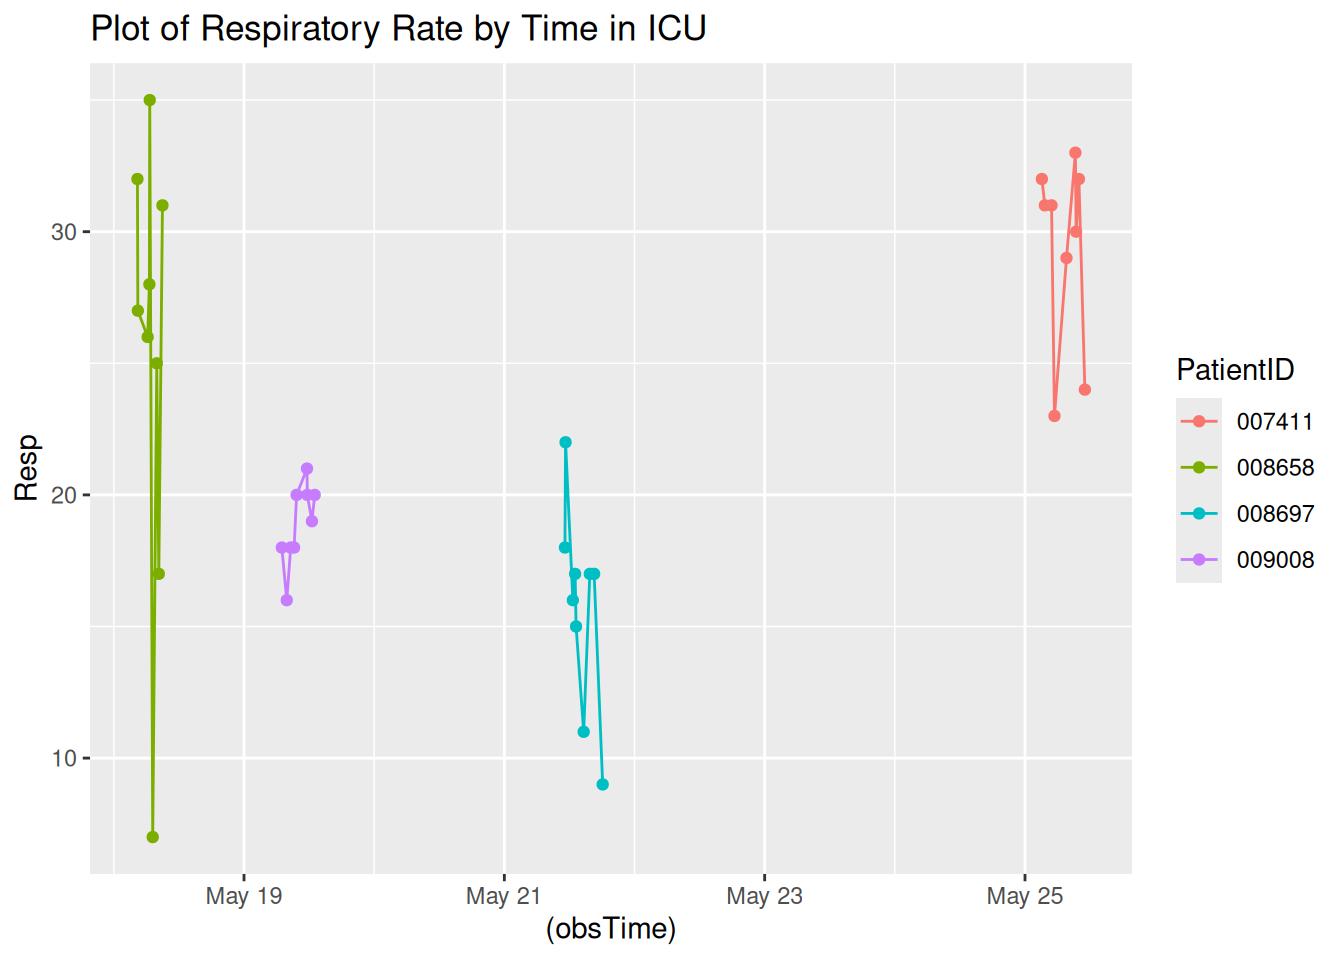 Plot of Respiratory Rate by Time in ICU
Resp
30
20
10
May 19
May 21
May 23
May 25
(obsTime)
PatientID
007411
008658
008697
009008